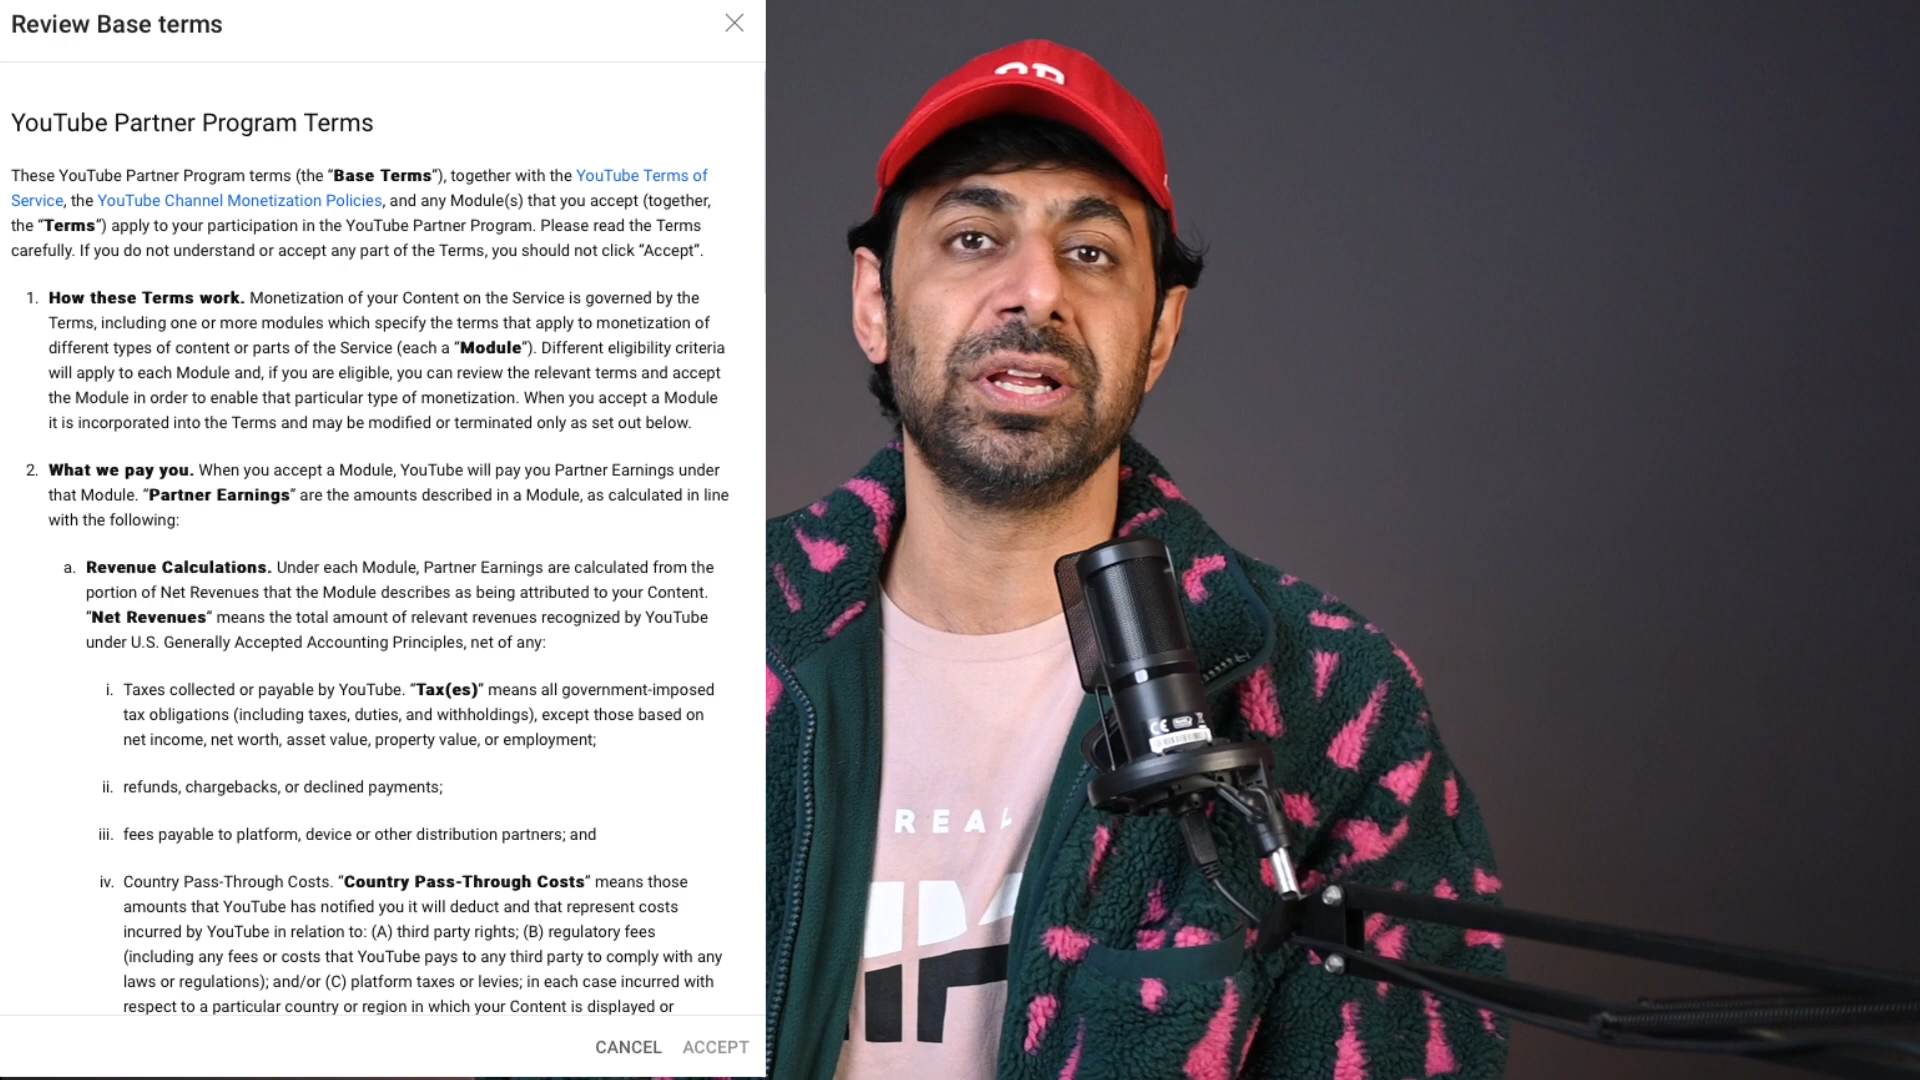 Review Base terms
YouTube Partner Program Terms
These YouTube Partner Program terms (the “Base Terms”), together with the YouTube Terms of
Service, the YouTube Channel Monetization Policies, and any Module(s) that you accept (together,
the “Terms”) apply to your participation in the YouTube Partner Program. Please read the Terms
carefully. If you do not understand or accept any part of the Terms, you should not click “Accept”.
1. How these Terms work. Monetization of your Content on the Service is governed by the
Terms, including one or more modules which specify the terms that apply to monetization of
different types of content or parts of the Service (each a “Module”). Different eligibility criteria
will apply to each Module and, if you are eligible, you can review the relevant terms and accept
the Module in order to enable that particular type of monetization. When you accept a Module
it is incorporated into the Terms and may be modified or terminated only as set out below.
2. What we pay you. When you accept a Module, YouTube will pay you Partner Earnings under
that Module. “Partner Earnings” are the amounts described in a Module, as calculated in line
with the following:
a. Revenue Calculations. Under each Module, Partner Earnings are calculated from the
portion of Net Revenues that the Module describes as being attributed to your Content.
“Net Revenues” means the total amount of relevant revenues recognized by YouTube
under U.S. Generally Accepted Accounting Principles, net of any:
i. Taxes collected or payable by YouTube. “Tax(es)” means all government-imposed
tax obligations (including taxes, duties, and withholdings), except those based on
net income, net worth, asset value, property value, or employment;
ii. refunds, chargebacks, or declined payments;
iii. fees payable to platform, device or other distribution partners; and
iv. Country Pass-Through Costs. “Country Pass-Through Costs” means those
amounts that YouTube has notified you it will deduct and that represent costs
incurred by YouTube in relation to: (A) third party rights; (B) regulatory fees
(including any fees or costs that YouTube pays to any third party to comply with any
laws or regulations); and/or (C) platform taxes or levies; in each case incurred with
respect to a particular country or region in which your Content is displayed or
CANCEL ACCEPT
REAL
CE